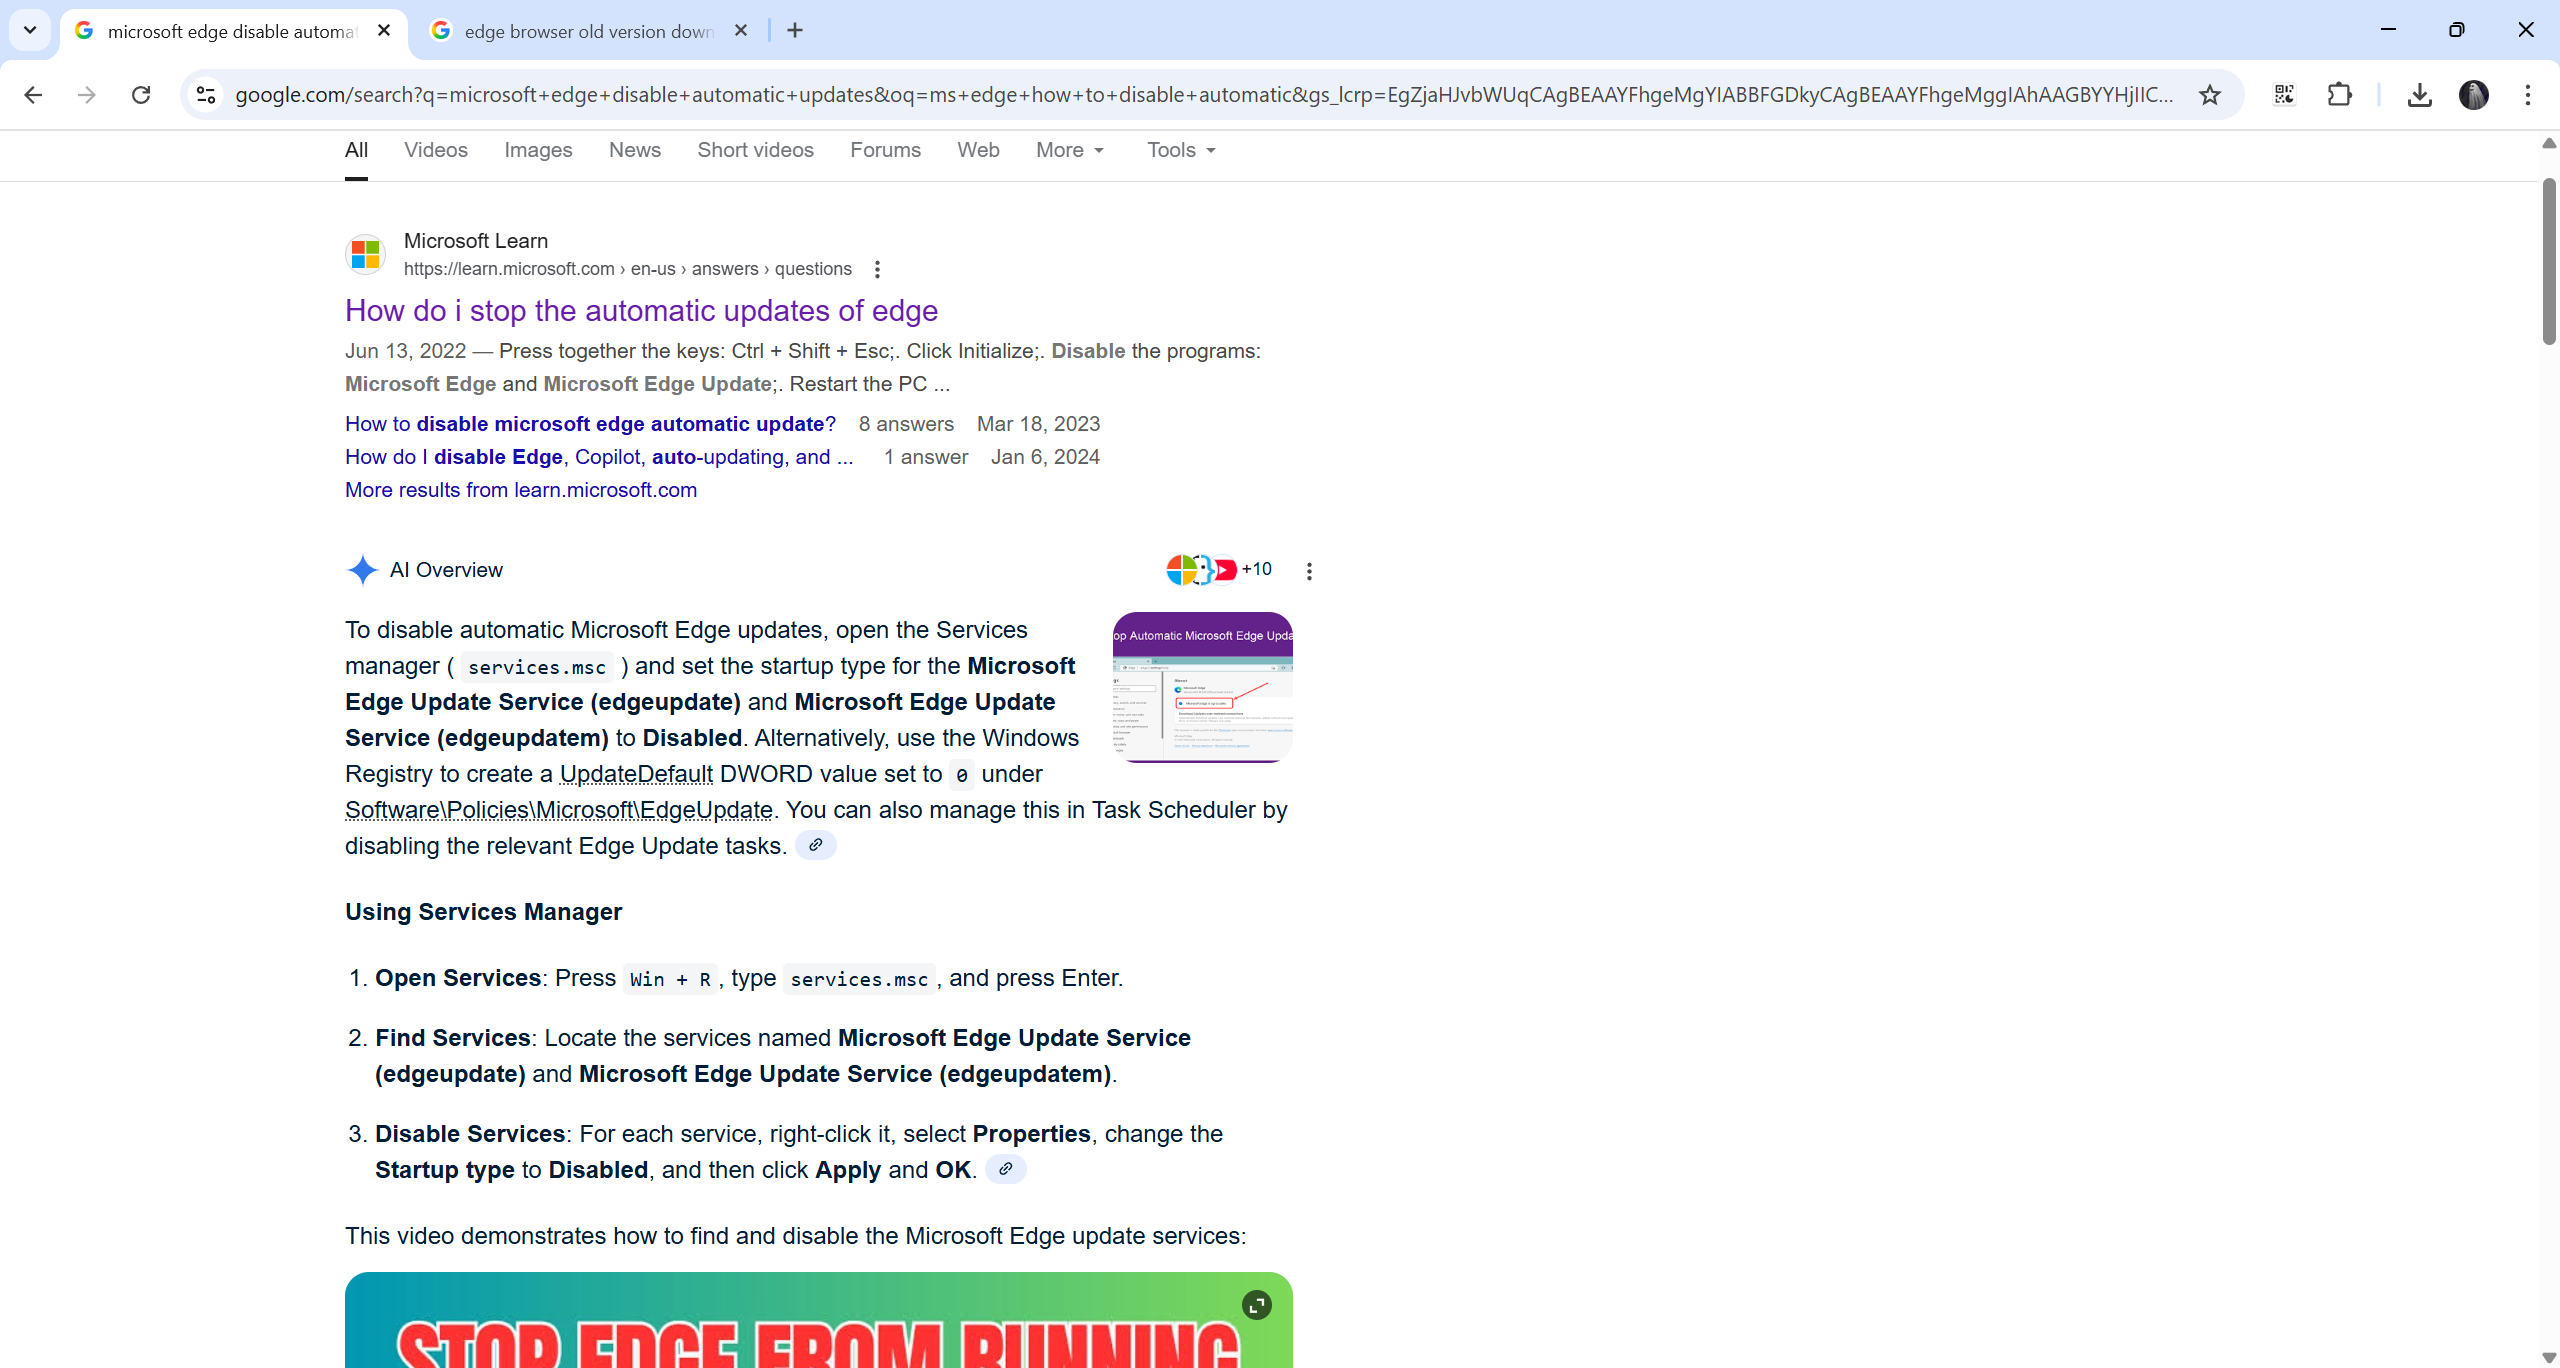 microsoft edge disable automat
edge browser old version down
google.com/search?q=microsoft+edge+disable+automatic+updates&oq=ms+edge+how+to+disable+automatic&gs_lcrp=EgZjaHJvbWUqCAgBEAAYFhgeMgYIABBFGDkyCAgBEAAYFhgeMggIAhAAGBYYHjIIC...
All Videos Images News Short videos Forums Web More Tools
Microsoft Learn
https://learn.microsoft.com › en-us › answers › questions
How do i stop the automatic updates of edge
Jun 13, 2022 — Press together the keys: Ctrl + Shift + Esc;. Click Initialize;. Disable the programs:
Microsoft Edge and Microsoft Edge Update;. Restart the PC ...
How to disable microsoft edge automatic update? 8 answers Mar 18, 2023
How do I disable Edge, Copilot, auto-updating, and ... 1 answer Jan 6, 2024
More results from learn.microsoft.com
AI Overview
+10
To disable automatic Microsoft Edge updates, open the Services
manager ( services.msc ) and set the startup type for the Microsoft
Edge Update Service (edgeupdate) and Microsoft Edge Update
Service (edgeupdatem) to Disabled. Alternatively, use the Windows
Registry to create a UpdateDefault DWORD value set to 0 under
Software\Policies\Microsoft\EdgeUpdate. You can also manage this in Task Scheduler by
disabling the relevant Edge Update tasks.
op Automatic Microsoft Edge Upda
Using Services Manager
1. Open Services: Press Win + R, type services.msc, and press Enter.
2. Find Services: Locate the services named Microsoft Edge Update Service
(edgeupdate) and Microsoft Edge Update Service (edgeupdatem).
3. Disable Services: For each service, right-click it, select Properties, change the
Startup type to Disabled, and then click Apply and OK.
This video demonstrates how to find and disable the Microsoft Edge update services:
STOP EDGE FROM RUNNING